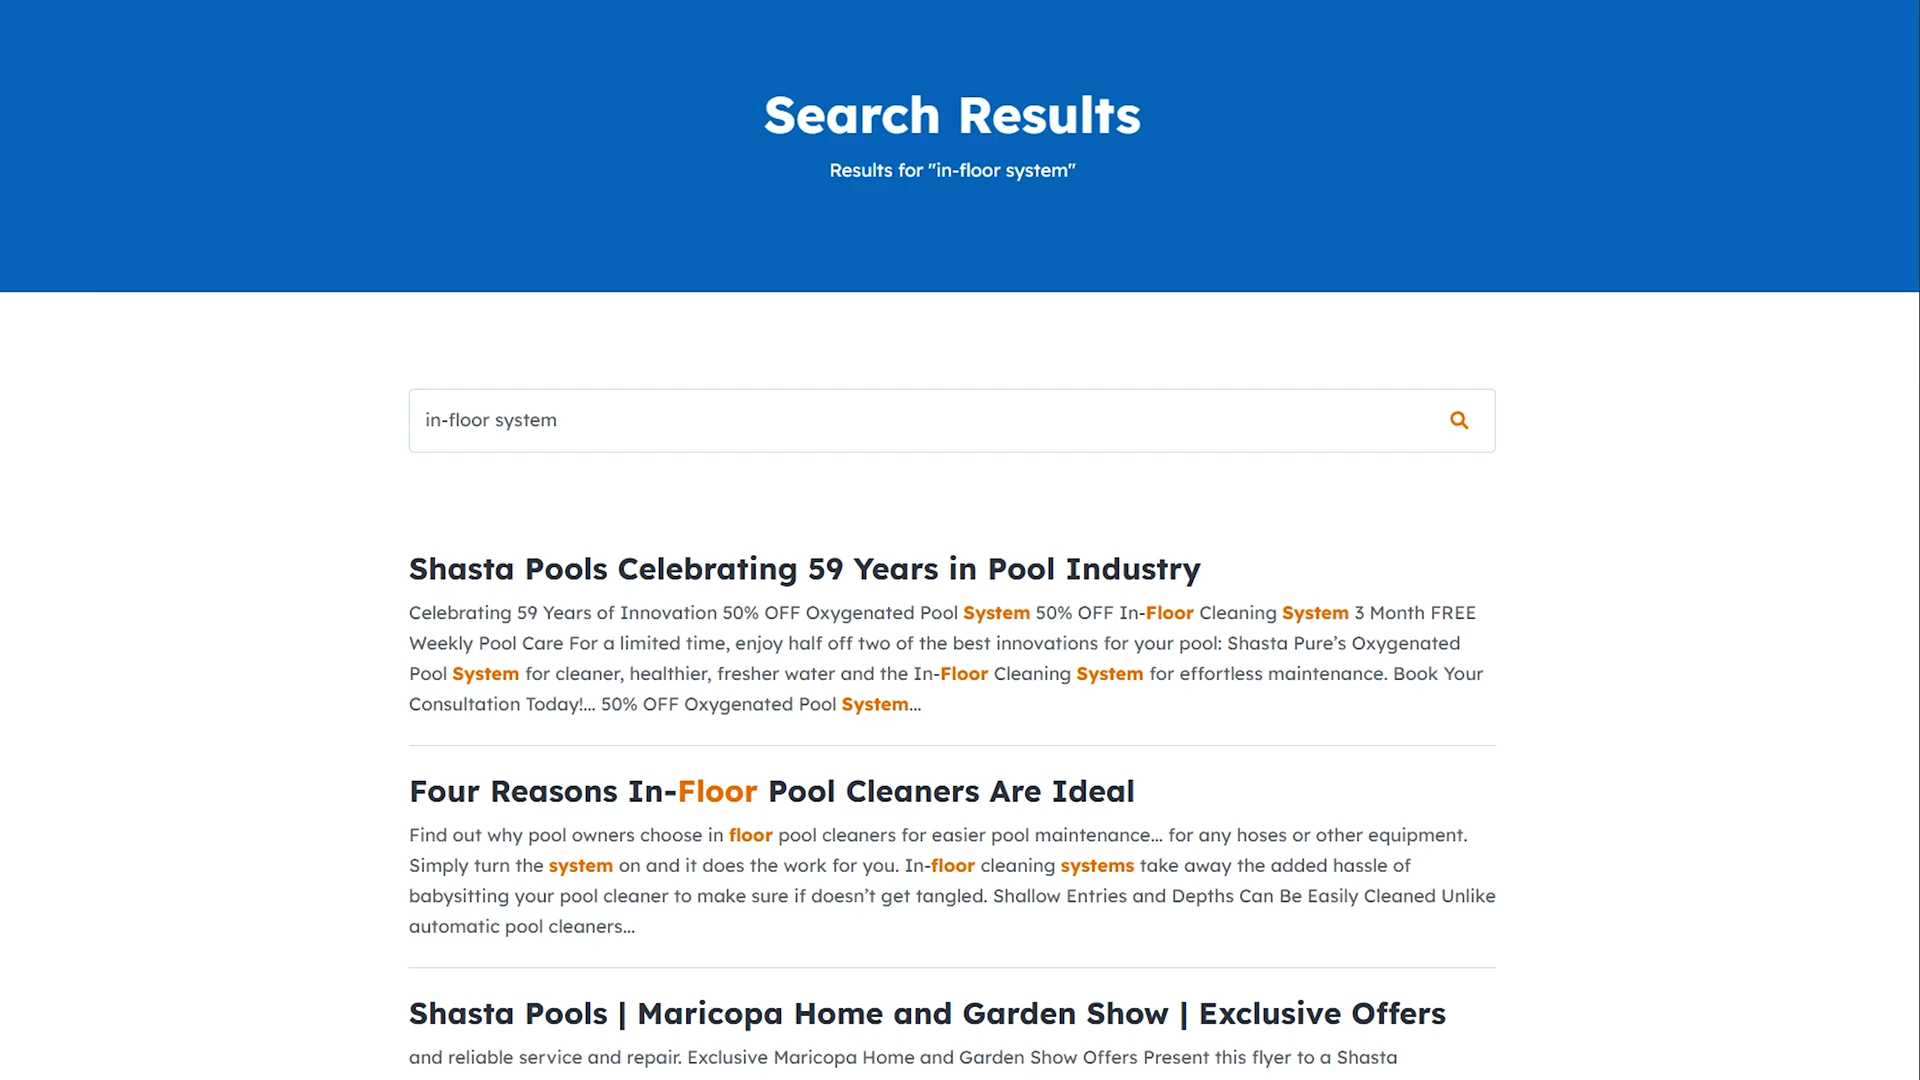 Search Results
Results for "in-floor system"
in-floor system
Shasta Pools Celebrating 59 Years in Pool Industry
Celebrating 59 Years of Innovation 50% OFF Oxygenated Pool System 50% OFF In-Floor Cleaning System 3 Month FREE
Weekly Pool Care For a limited time, enjoy half off two of the best innovations for your pool: Shasta Pure’s Oxygenated
Pool System for cleaner, healthier, fresher water and the In-Floor Cleaning System for effortless maintenance. Book Your
Consultation Today!... 50% OFF Oxygenated Pool System...
Four Reasons In-Floor Pool Cleaners Are Ideal
Find out why pool owners choose in floor pool cleaners for easier pool maintenance... for any hoses or other equipment.
Simply turn the system on and it does the work for you. In-floor cleaning systems take away the added hassle of
babysitting your pool cleaner to make sure if doesn’t get tangled. Shallow Entries and Depths Can Be Easily Cleaned Unlike
automatic pool cleaners...
Shasta Pools | Maricopa Home and Garden Show | Exclusive Offers
and reliable service and repair. Exclusive Maricopa Home and Garden Show Offers Present this flyer to a Shasta